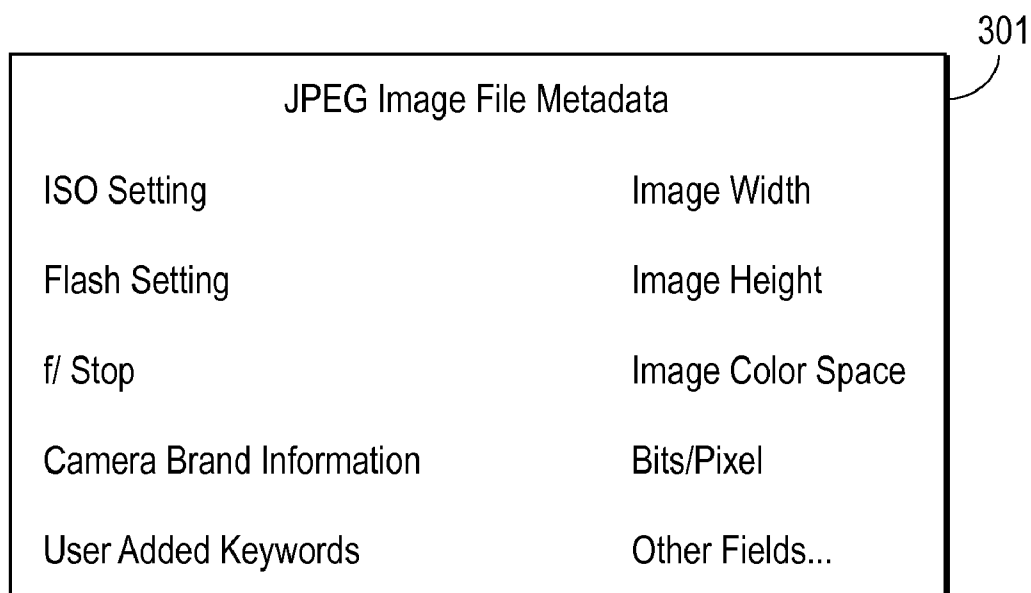 301
JPEG Image File Metadata
ISO Setting Image Width
Flash Setting Image Height
f/ Stop Image Color Space
Camera Brand Information Bits/Pixel
User Added Keywords Other Fields...